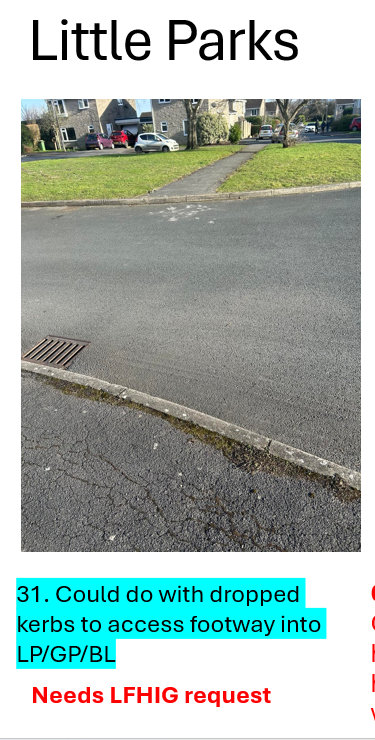 Little Parks
31. Could do with dropped
kerbs to access footway into
LP/GP/BL
Needs LFHIG request